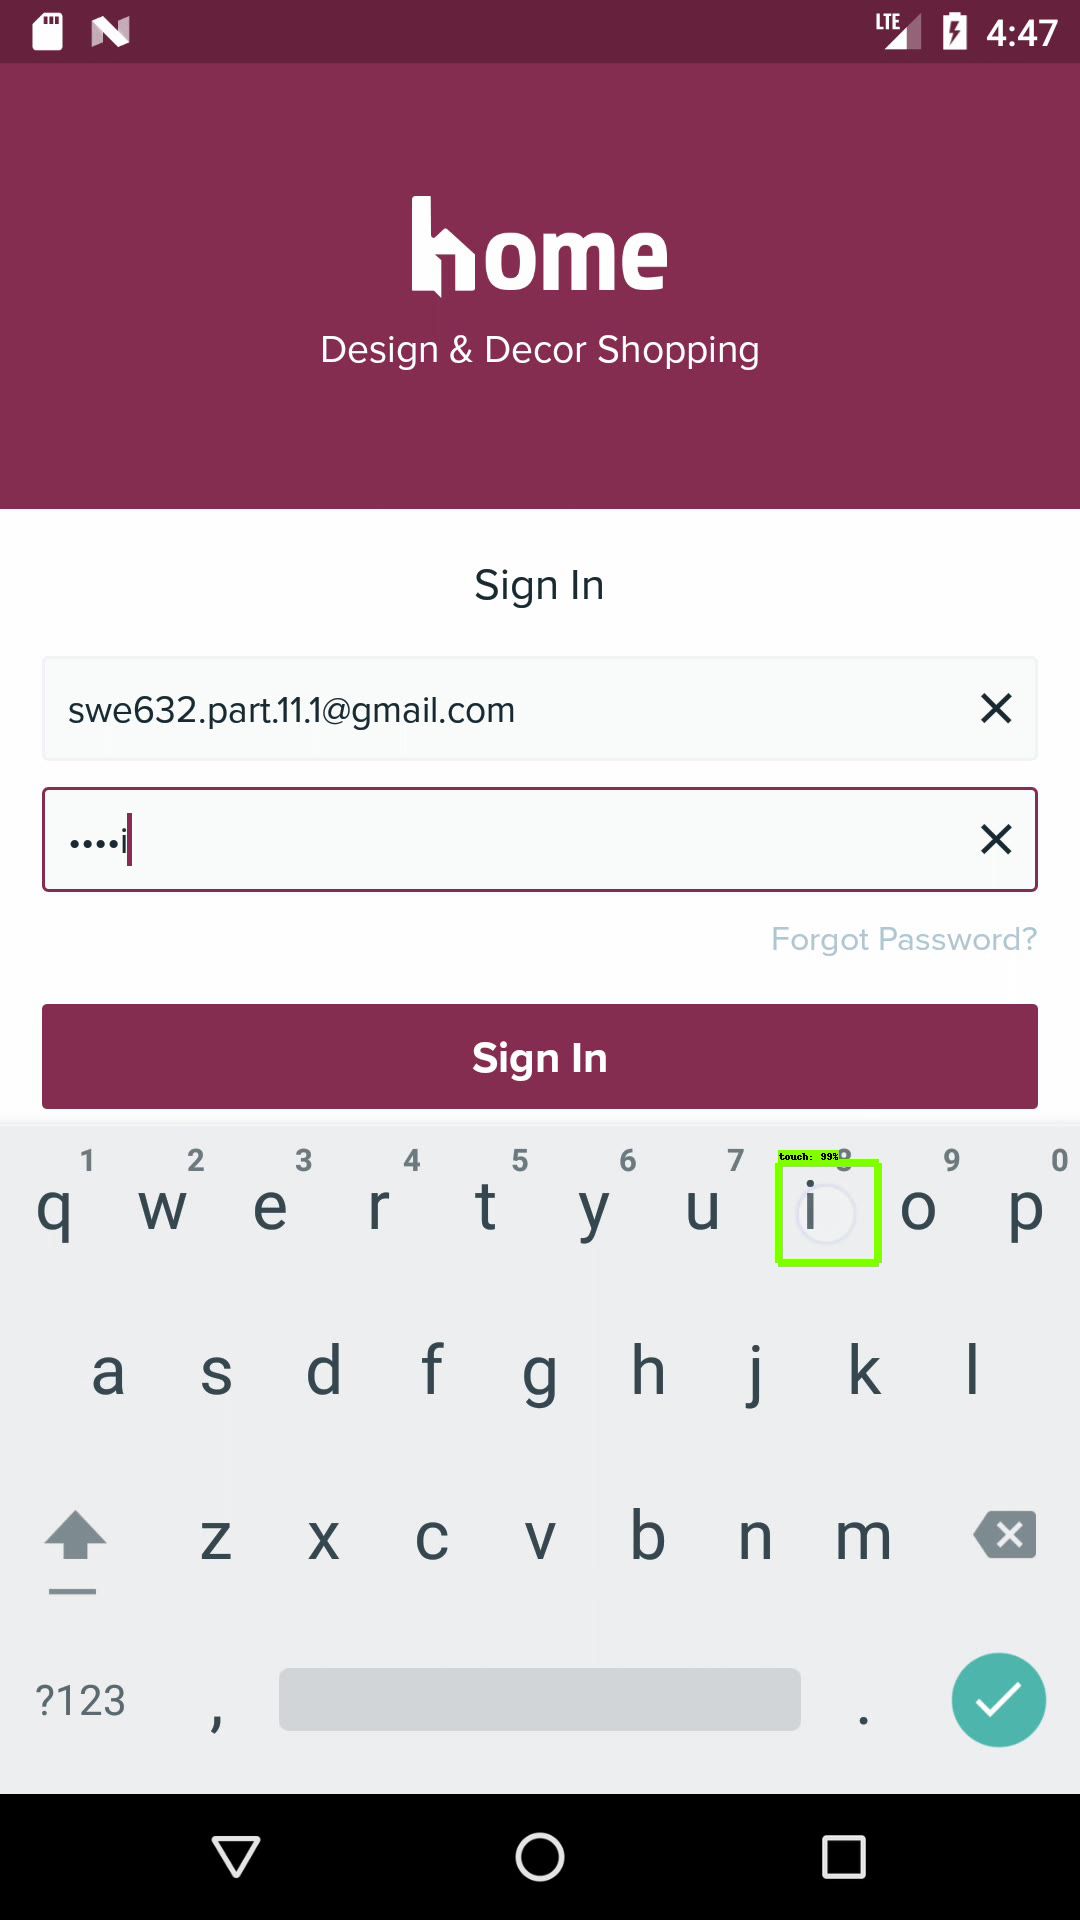 LTE 4:47
home
Design & Decor Shopping
Sign In
swe632.part.11.1@gmail.com
••••i
Forgot Password?
Sign In
1 2 3 4 5 6 7 touch: 99% 8 9 0
q w e r t y u i o p
a s d f g h j k l
z x c v b n m
?123 , .